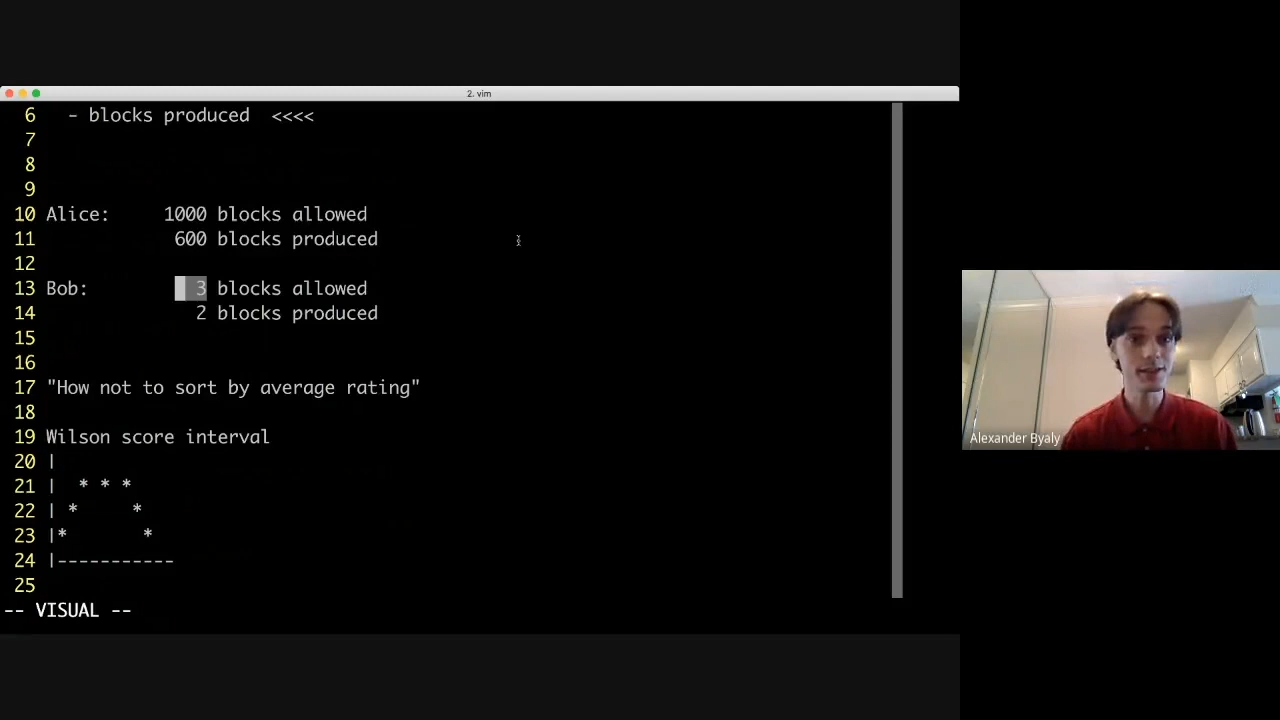 2. vim
6 - blocks produced <<<<
7
8
9
10 Alice: 1000 blocks allowed
11 600 blocks produced
12
13 Bob: 3 blocks allowed
14 2 blocks produced
15
16
17 "How not to sort by average rating"
18
19 Wilson score interval
20 |
21 | * * *
22 | * *
23 |* *
24 |-----------
25
-- VISUAL --
Alexander Byaly